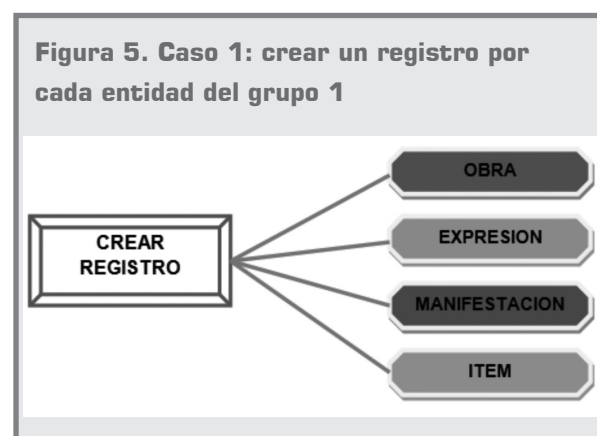 Figura 5. Caso 1: crear un registro por
cada entidad del grupo 1
CREAR
REGISTRO
OBRA
EXPRESION
MANIFESTACION
ITEM